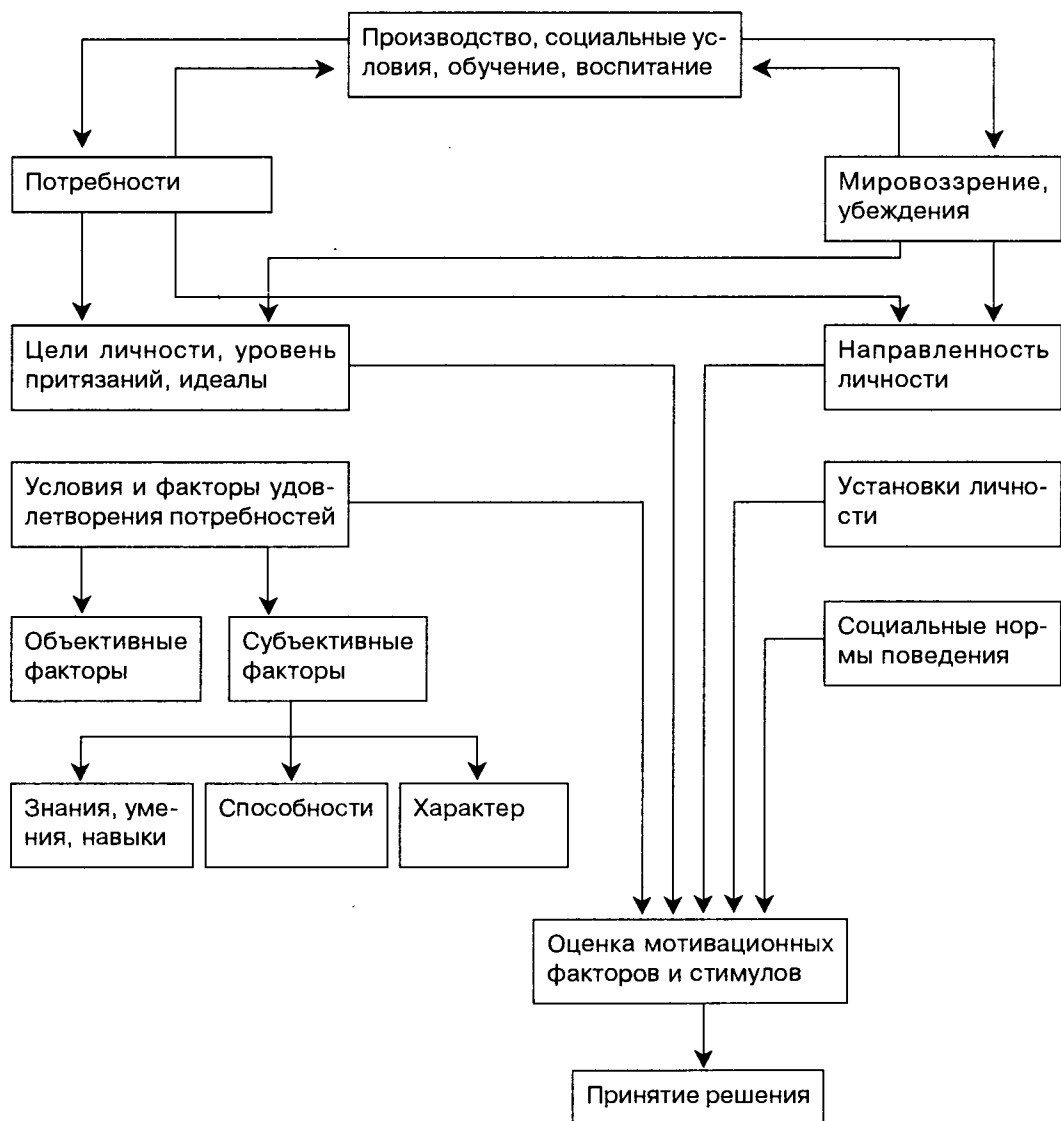 Производство, социальные ус-
ловия, обучение, воспитание
Потребности
Мировоззрение,
убеждения
Цели личности, уровень
притязаний, идеалы
Направленность
личности
Условия и факторы удов-
летворения потребностей
Установки лично-
сти
Объективные
факторы
Субъективные
факторы
Социальные нор-
мы поведения
Знания, уме-
ния, навыки
Способности
Характер
Оценка мотивационных
факторов и стимулов
Принятие решения